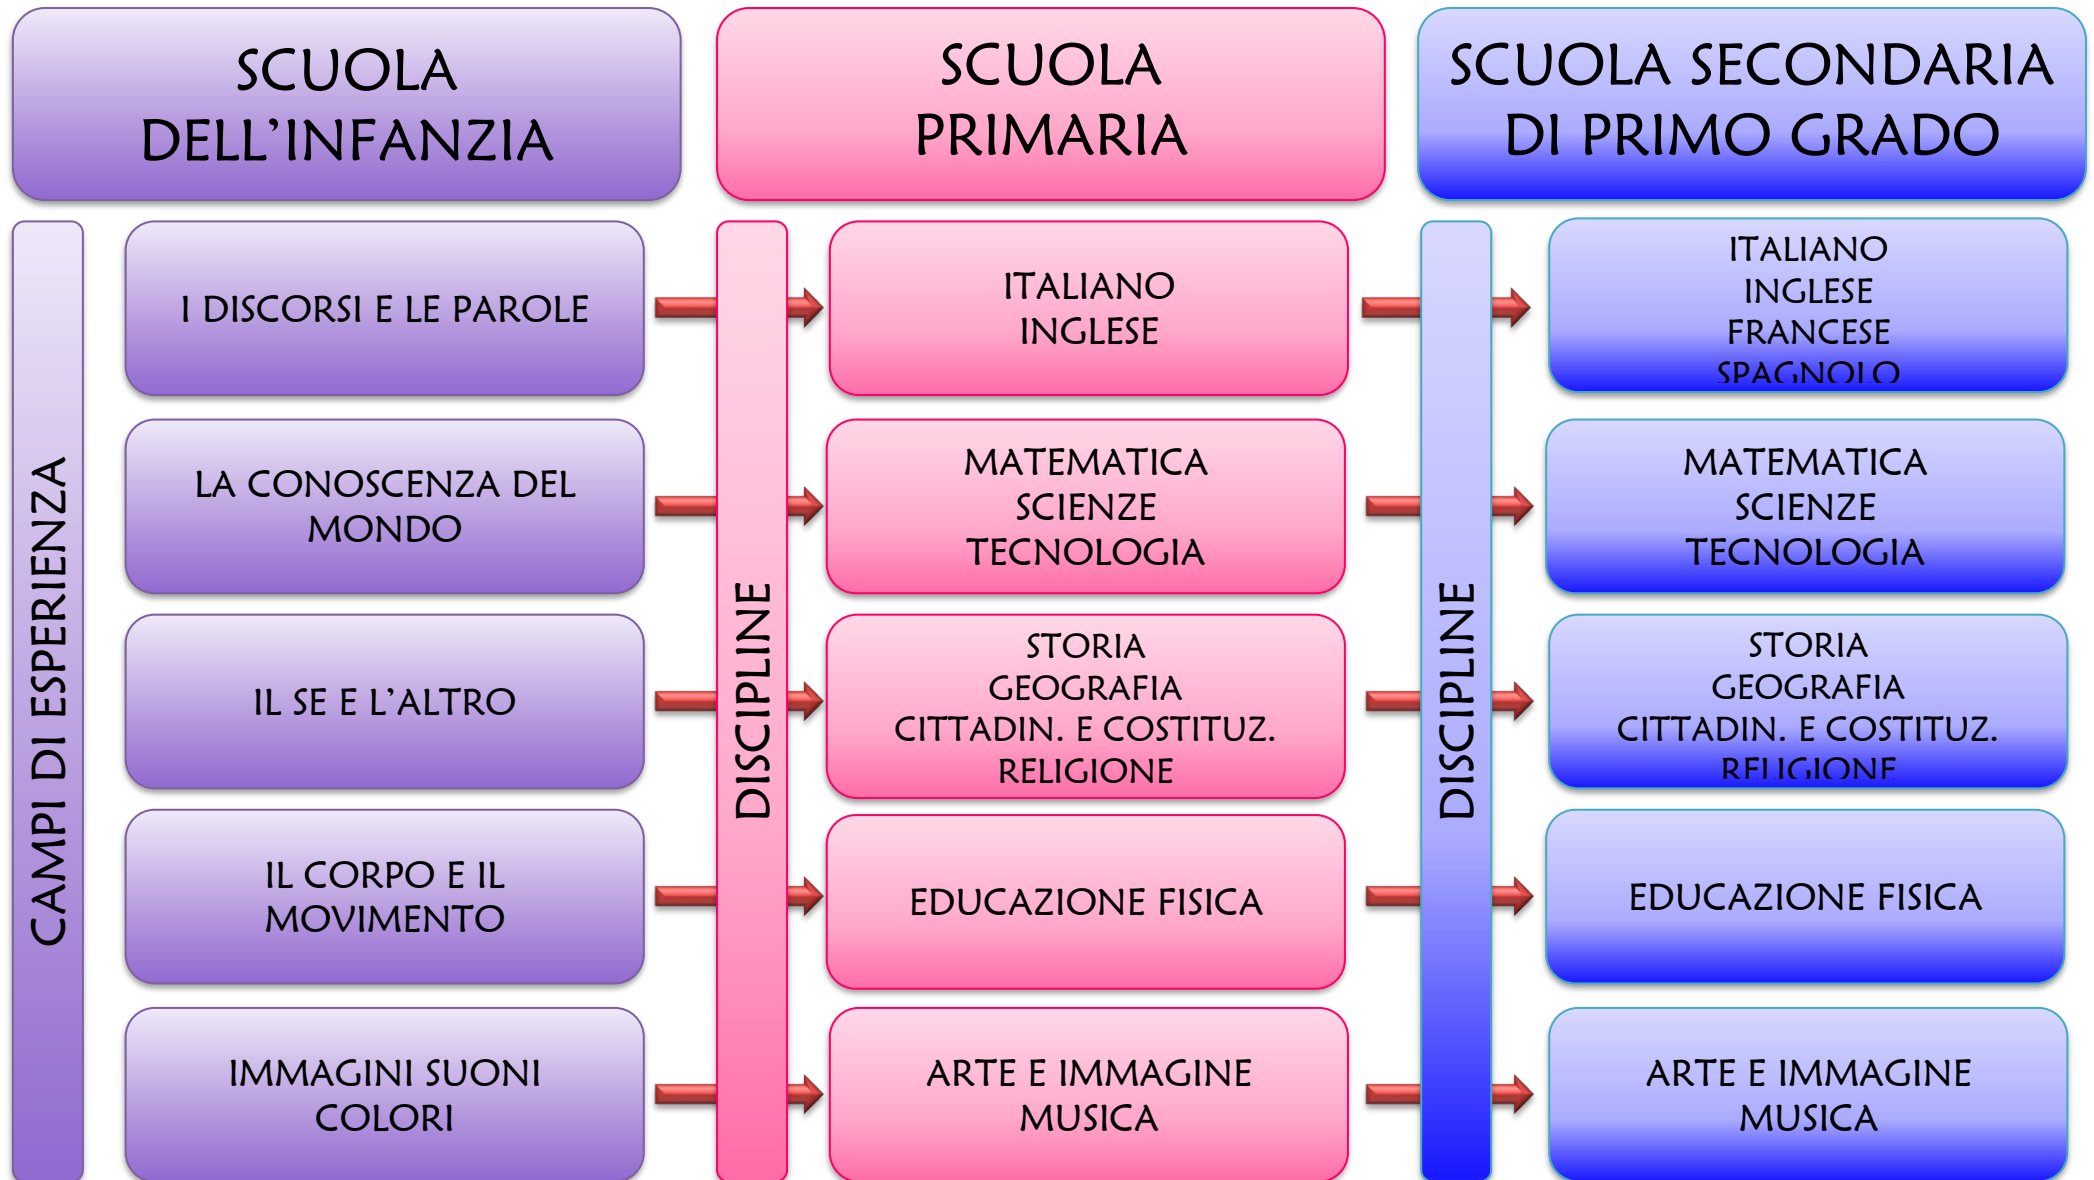 SCUOLA
DELL'INFANZIA
SCUOLA
PRIMARIA
SCUOLA SECONDARIA
DI PRIMO GRADO
CAMPI DI ESPERIENZA
I DISCORSI E LE PAROLE
DISCIPLINE
ITALIANO
INGLESE
DISCIPLINE
ITALIANO
INGLESE
FRANCESE
SPAGNOLO
LA CONOSCENZA DEL
MONDO
MATEMATICA
SCIENZE
TECNOLOGIA
MATEMATICA
SCIENZE
TECNOLOGIA
IL SE E L'ALTRO
STORIA
GEOGRAFIA
CITTADIN. E COSTITUZ.
RELIGIONE
STORIA
GEOGRAFIA
CITTADIN. E COSTITUZ.
RELIGIONE
IL CORPO E IL
MOVIMENTO
EDUCAZIONE FISICA
EDUCAZIONE FISICA
IMMAGINI SUONI
COLORI
ARTE E IMMAGINE
MUSICA
ARTE E IMMAGINE
MUSICA